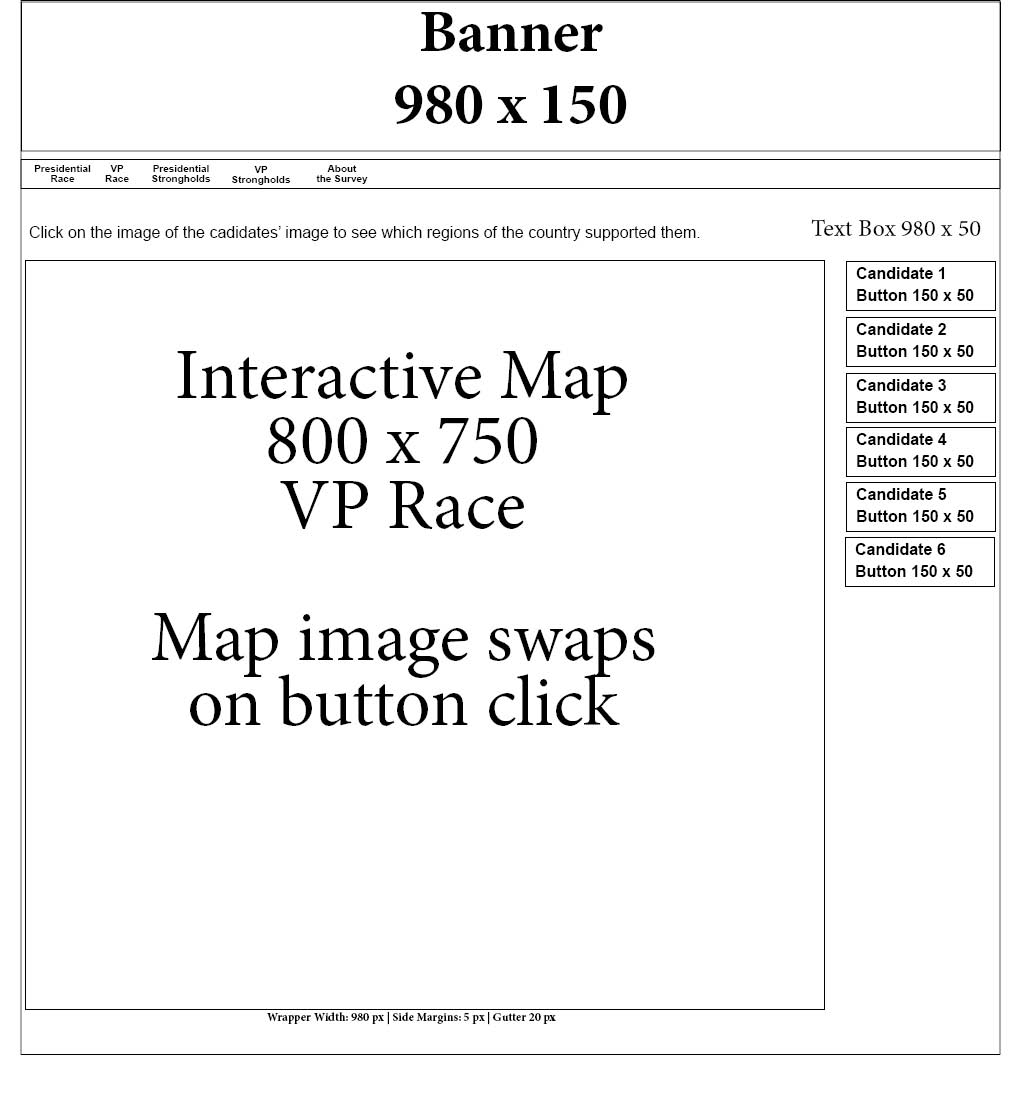 Banner
980 x 150
Presidential Race
VP Race
Presidential Strongholds
VP Strongholds
About the Survey
Click on the image of the cadidates' image to see which regions of the country supported them.
Text Box 980 x 50
Interactive Map
800 x 750
VP Race
Map image swaps
on button click
Candidate 1
Button 150 x 50
Candidate 2
Button 150 x 50
Candidate 3
Button 150 x 50
Candidate 4
Button 150 x 50
Candidate 5
Button 150 x 50
Candidate 6
Button 150 x 50
Wrapper Width: 980 px | Side Margins: 5 px | Gutter 20 px